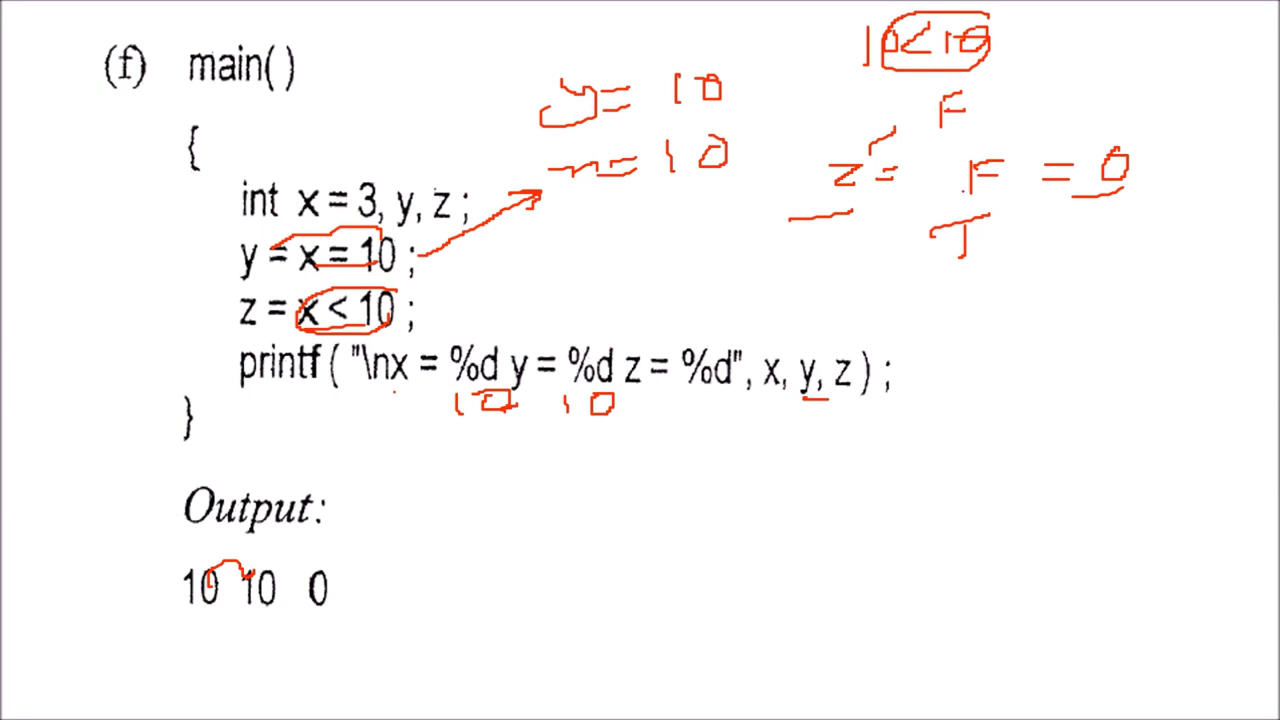 (f) main( )
{
int x = 3, y, z ;
y = x = 10 ;
z = x < 10 ;
printf ( "\nx = %d y = %d z = %d", x, y, z ) ;
10 10
}
Output:
10 10 0
10<10
y= 10
F
x= 10
z= F = 0
T